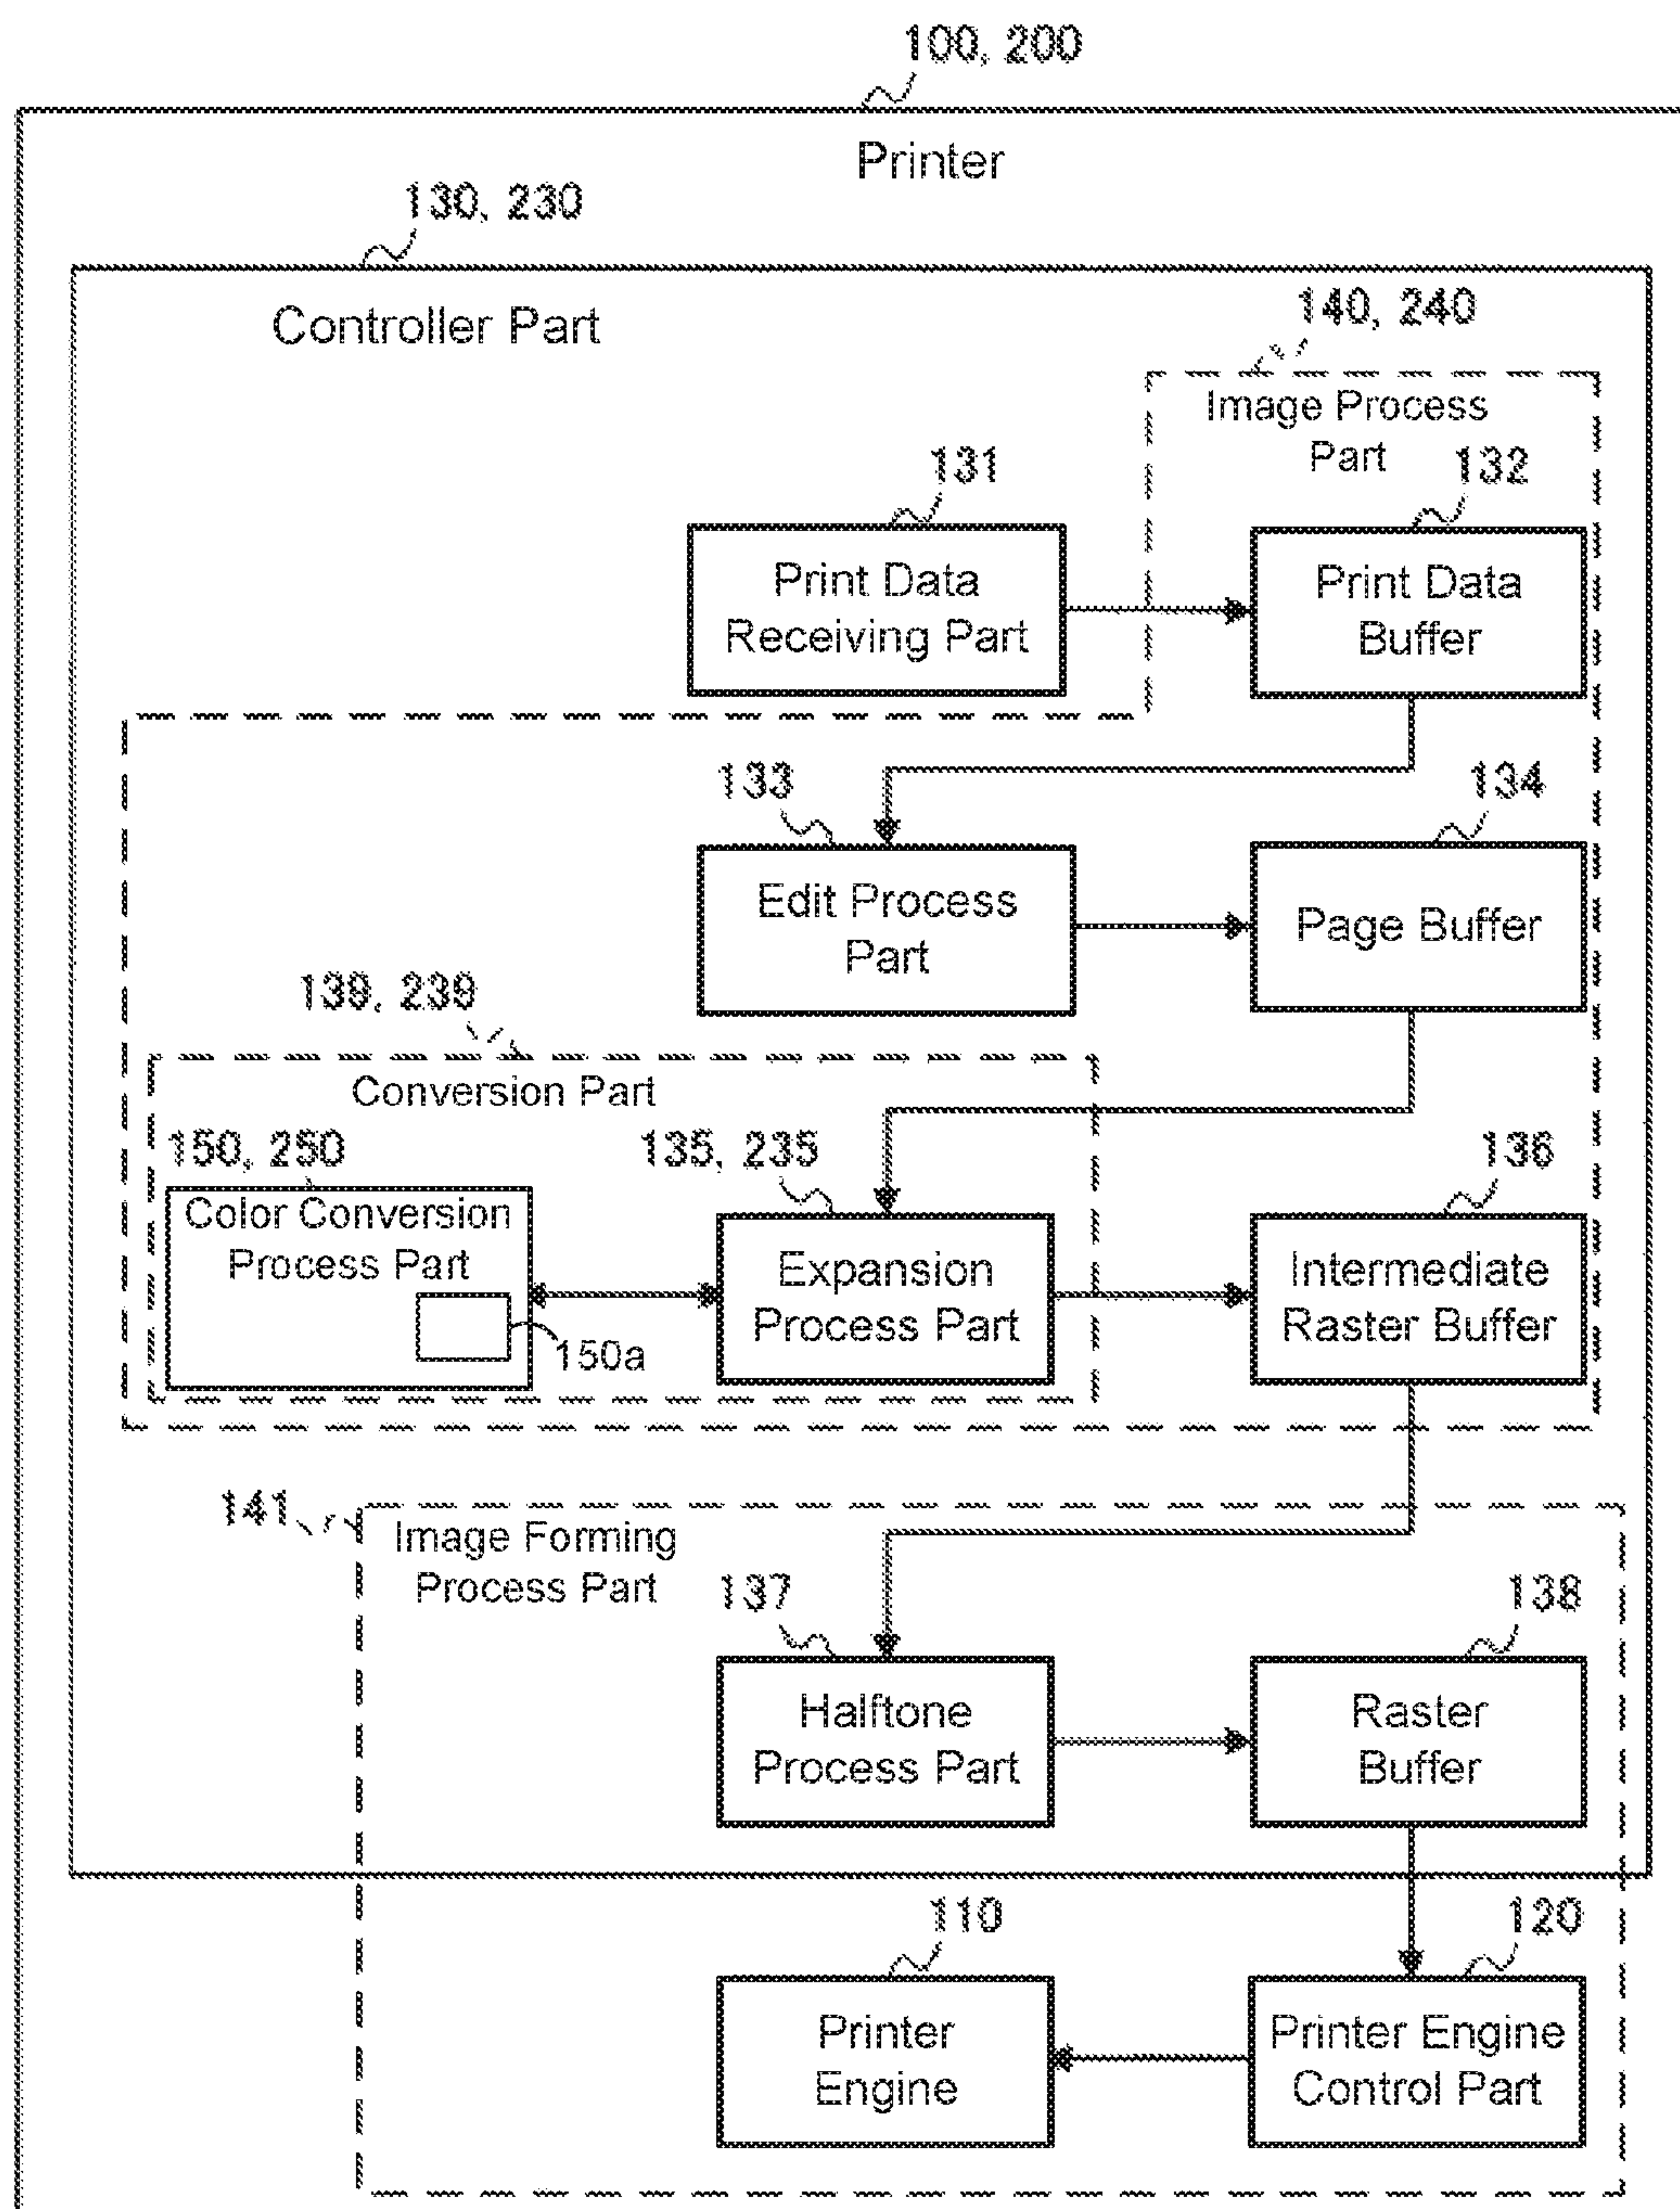 100, 200
Printer
130, 230
Controller Part
140, 240
Image Process
Part
131
132
Print Data
Receiving Part
Print Data
Buffer
133
134
Edit Process
Part
Page Buffer
139, 239
Conversion Part
150, 250
135, 235
136
Color Conversion
Process Part
150a
Expansion
Process Part
Intermediate
Raster Buffer
141
Image Forming
Process Part
137
138
Halftone
Process Part
Raster
Buffer
110
120
Printer
Engine
Printer Engine
Control Part